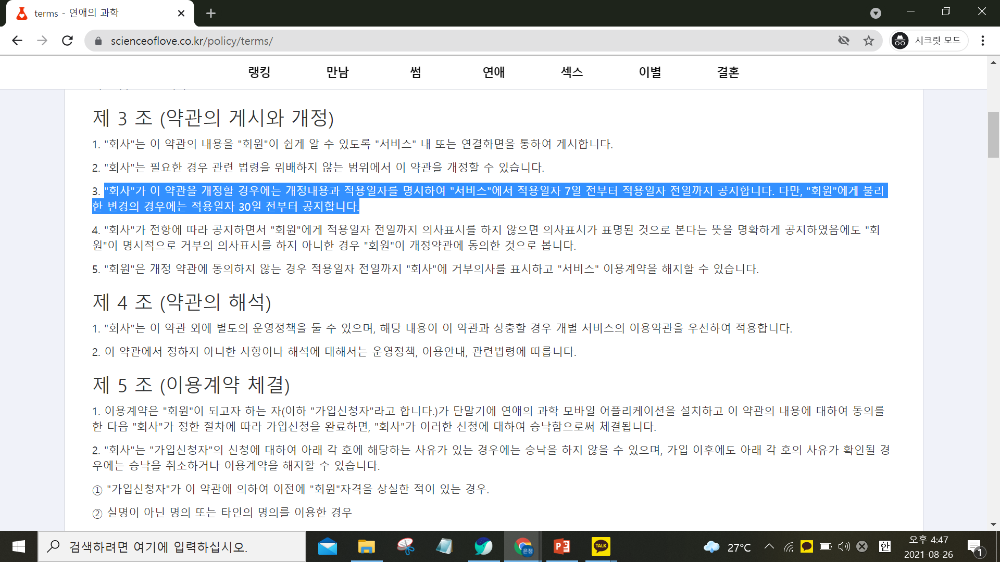 terms - 연애의 과학
scienceoflove.co.kr/policy/terms/
시크릿 모드
랭킹 만남 썸 연애 섹스 이별 결혼
제 3 조 (약관의 게시와 개정)
1. "회사"는 이 약관의 내용을 "회원"이 쉽게 알 수 있도록 "서비스" 내 또는 연결화면을 통하여 게시합니다.
2. "회사"는 필요한 경우 관련 법령을 위배하지 않는 범위에서 이 약관을 개정할 수 있습니다.
3. "회사"가 이 약관을 개정할 경우에는 개정내용과 적용일자를 명시하여 "서비스"에서 적용일자 7일 전부터 적용일자 전일까지 공지합니다. 다만, "회원"에게 불리
한 변경의 경우에는 적용일자 30일 전부터 공지합니다.
4. "회사"가 전항에 따라 공지하면서 "회원"에게 적용일자 전일까지 의사표시를 하지 않으면 의사표시가 표명된 것으로 본다는 뜻을 명확하게 공지하였음에도 "회
원"이 명시적으로 거부의 의사표시를 하지 아니한 경우 "회원"이 개정약관에 동의한 것으로 봅니다.
5. "회원"은 개정 약관에 동의하지 않는 경우 적용일자 전일까지 "회사"에 거부의사를 표시하고 "서비스" 이용계약을 해지할 수 있습니다.
제 4 조 (약관의 해석)
1. "회사"는 이 약관 외에 별도의 운영정책을 둘 수 있으며, 해당 내용이 이 약관과 상충할 경우 개별 서비스의 이용약관을 우선하여 적용합니다.
2. 이 약관에서 정하지 아니한 사항이나 해석에 대해서는 운영정책, 이용안내, 관련법령에 따릅니다.
제 5 조 (이용계약 체결)
1. 이용계약은 "회원"이 되고자 하는 자(이하 "가입신청자"라고 합니다.)가 단말기에 연애의 과학 모바일 어플리케이션을 설치하고 이 약관의 내용에 대하여 동의를
한 다음 "회사"가 정한 절차에 따라 가입신청을 완료하면, "회사"가 이러한 신청에 대하여 승낙함으로써 체결됩니다.
2. "회사"는 "가입신청자"의 신청에 대하여 아래 각 호에 해당하는 사유가 있는 경우에는 승낙을 하지 않을 수 있으며, 가입 이후에도 아래 각 호의 사유가 확인될 경
우에는 승낙을 취소하거나 이용계약을 해지할 수 있습니다.
① "가입신청자"가 이 약관에 의하여 이전에 "회원"자격을 상실한 적이 있는 경우.
② 실명이 아닌 명의 또는 타인의 명의를 이용한 경우
검색하려면 여기에 입력하십시오.
은정
TALK
27°C
한
오후 4:47
2021-08-26
1